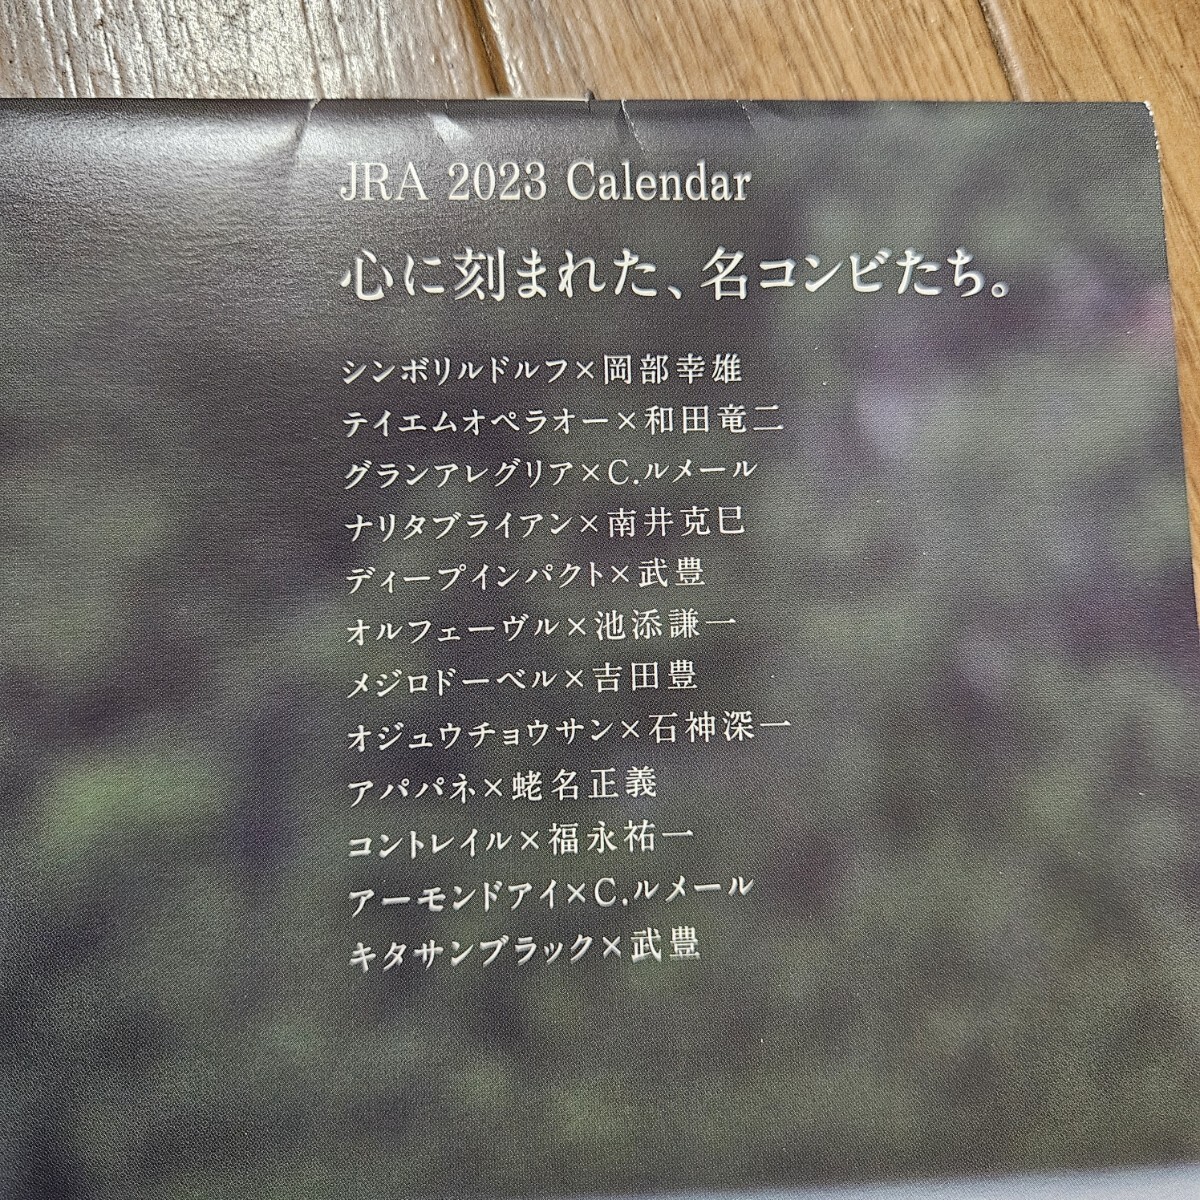 JRA 2023 Calendar
心に刻まれた、名コンビたち。
シンボリルドルフ×岡部幸雄
テイエムオペラオー×和田竜二
グランアレグリア×C.ルメール
ナリタブライアン×南井克巳
ディープインパクト×武豊
オルフェーヴル×池添謙一
メジロドーベル×吉田豊
オジュウチョウサン×石神深一
アパパネ×蛯名正義
コントレイル×福永祐一
アーモンドアイ×C.ルメール
キタサンブラック×武豊